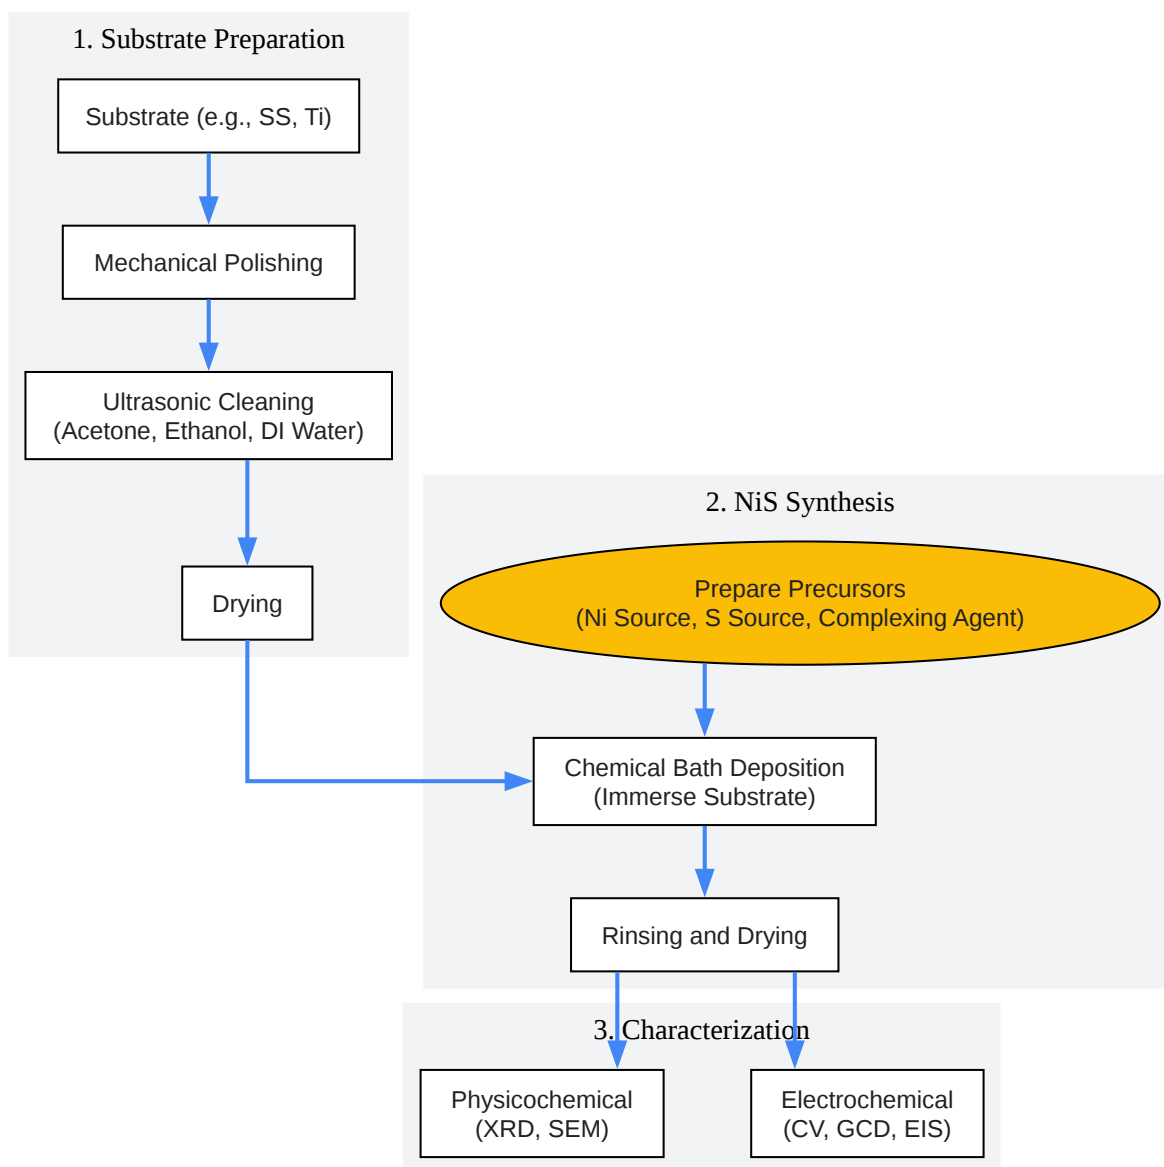 1. Substrate Preparation
Substrate (e.g., SS, Ti)
Mechanical Polishing
Ultrasonic Cleaning
(Acetone, Ethanol, DI Water)
Drying
2. NiS Synthesis
Prepare Precursors
(Ni Source, S Source, Complexing Agent)
Chemical Bath Deposition
(Immerse Substrate)
Rinsing and Drying
3. Characterization
Physicochemical
(XRD, SEM)
Electrochemical
(CV, GCD, EIS)